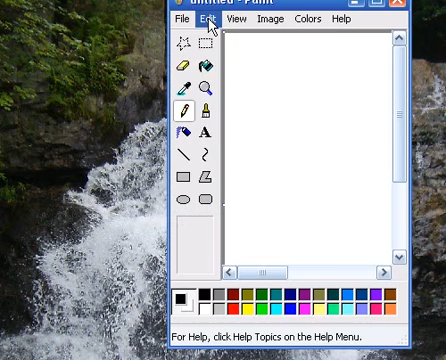 untitled - Paint
File Edit View Image Colors Help
A
For Help, click Help Topics on the Help Menu.